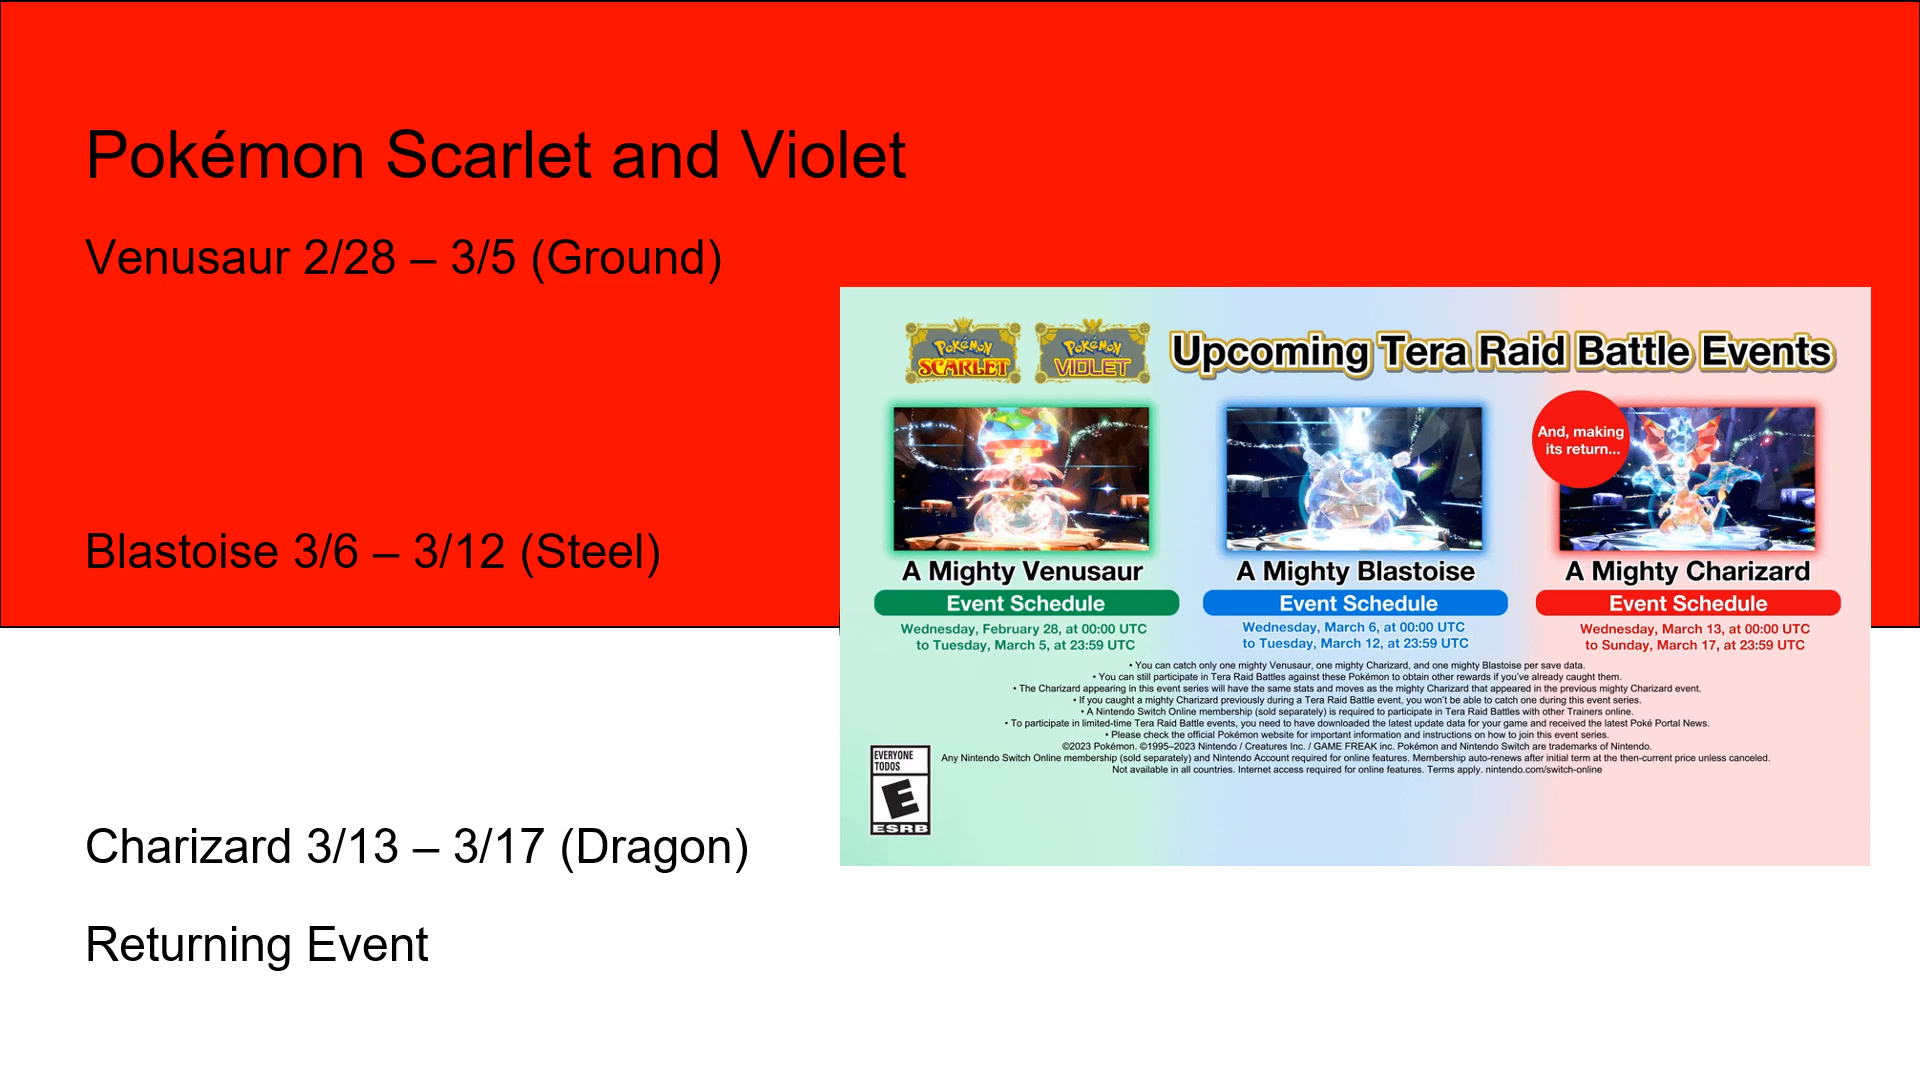 Pokémon Scarlet and Violet
Venusaur 2/28 – 3/5 (Ground)
Blastoise 3/6 – 3/12 (Steel)
Charizard 3/13 – 3/17 (Dragon)
Returning Event
Pokémon SCARLET
Pokémon VIOLET
Upcoming Tera Raid Battle Events
And, making
its return...
A Mighty Venusaur
Event Schedule
Wednesday, February 28, at 00:00 UTC
to Tuesday, March 5, at 23:59 UTC
A Mighty Blastoise
Event Schedule
Wednesday, March 6, at 00:00 UTC
to Tuesday, March 12, at 23:59 UTC
A Mighty Charizard
Event Schedule
Wednesday, March 13, at 00:00 UTC
to Sunday, March 17, at 23:59 UTC
• You can catch only one mighty Venusaur, one mighty Charizard, and one mighty Blastoise per save data.
• You can still participate in Tera Raid Battles against these Pokémon to obtain other rewards if you've already caught them.
• The Charizard appearing in this event series will have the same stats and moves as the mighty Charizard that appeared in the previous mighty Charizard event.
• If you caught a mighty Charizard previously during a Tera Raid Battle event, you won't be able to catch one during this event series.
• A Nintendo Switch Online membership (sold separately) is required to participate in Tera Raid Battles with other Trainers online.
• To participate in limited-time Tera Raid Battle events, you need to have downloaded the latest update data for your game and received the latest Poké Portal News.
• Please check the official Pokémon website for important information and instructions on how to join this event series.
©2023 Pokémon. ©1995–2023 Nintendo / Creatures Inc. / GAME FREAK inc. Pokémon and Nintendo Switch are trademarks of Nintendo.
Any Nintendo Switch Online membership (sold separately) and Nintendo Account required for online features. Membership auto-renews after initial term at the then-current price unless canceled.
Not available in all countries. Internet access required for online features. Terms apply. nintendo.com/switch-online
EVERYONE
TODOS
E
ESRB